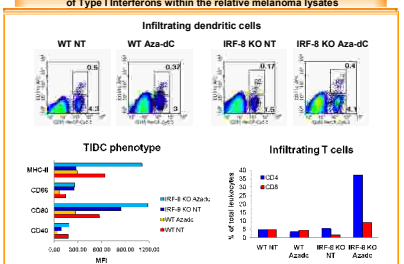 of Type I Interferons within the relative melanoma lysates
Infiltrating dendritic cells
WT NT
WT Aza-dC
IRF-8 KO NT
IRF-8 KO Aza-dC
0.5
0.37
0.17
0.4
4.3
3
1.5
4.1
TIDC phenotype
MHC-II
CD86
CD80
CD40
0.00
300.00
600.00
900.00
1200.00
MFI
IRF-8 KO Azadc
IRF-8 KO NT
WT Azadc
WT NT
Infiltrating T cells
% of total leukocytes
40
35
30
25
20
15
10
5
0
CD4
CD8
WT NT
WT Azadc
IRF-8 KO NT
IRF-8 KO Azadc